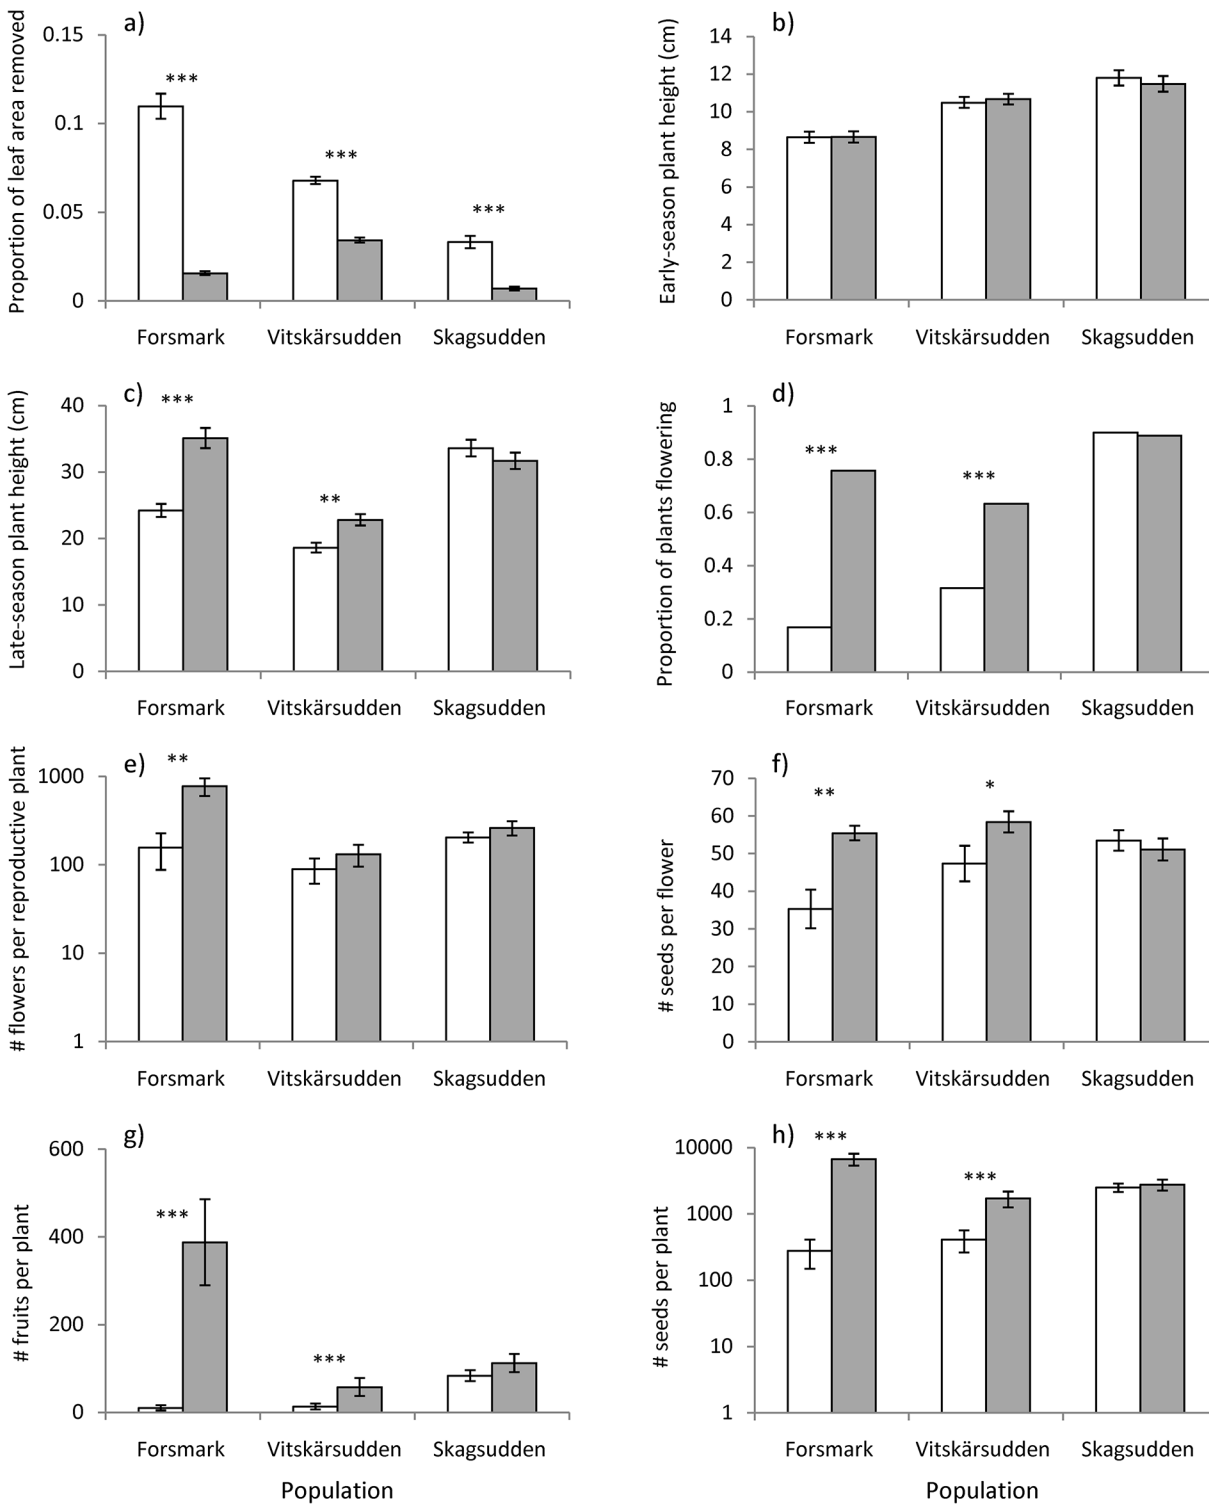 a)
Proportion of leaf area removed
0.15
0.1
0.05
0
***
***
***
Forsmark Vitskärsudden Skagsudden
b)
Early-season plant height (cm)
14
12
10
8
6
4
2
0
Forsmark Vitskärsudden Skagsudden
c)
Late-season plant height (cm)
40
30
20
10
0
***
**
Forsmark Vitskärsudden Skagsudden
d)
Proportion of plants flowering
1
0.8
0.6
0.4
0.2
0
***
***
Forsmark Vitskärsudden Skagsudden
e)
# flowers per reproductive plant
1000
100
10
1
**
Forsmark Vitskärsudden Skagsudden
f)
# seeds per flower
70
60
50
40
30
20
10
0
**
*
Forsmark Vitskärsudden Skagsudden
g)
# fruits per plant
600
400
200
0
***
***
Forsmark Vitskärsudden Skagsudden
Population
h)
# seeds per plant
10000
1000
100
10
1
***
***
Forsmark Vitskärsudden Skagsudden
Population